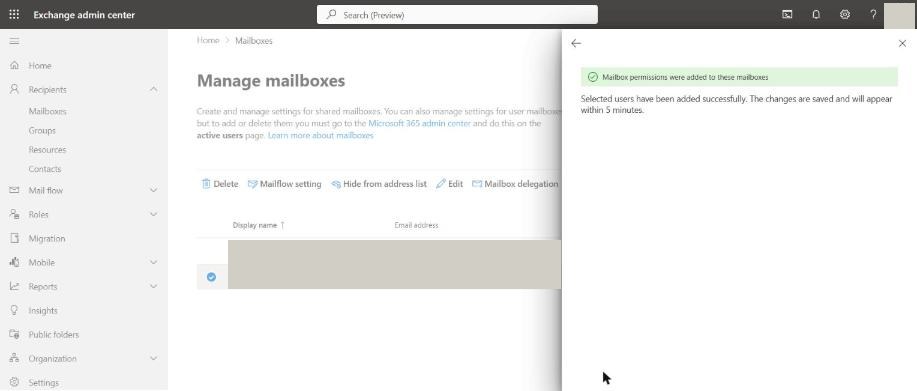 Exchange admin center
Search (Preview)
?
Home
Recipients
Mailboxes
Groups
Resources
Contacts
Mail flow
Roles
Migration
Mobile
Reports
Insights
Public folders
Organization
Settings
Home > Mailboxes
Manage mailboxes
Create and manage settings for shared mailboxes. You can also manage settings for user mailboxes
but to add or delete them you must go to the Microsoft 365 admin center and do this on the
active users page. Learn more about mailboxes
Delete Mailflow setting Hide from address list Edit Mailbox delegation
Display name ↑ Email address
Mailbox permissions were added to these mailboxes
Selected users have been added successfully. The changes are saved and will appear
within 5 minutes.